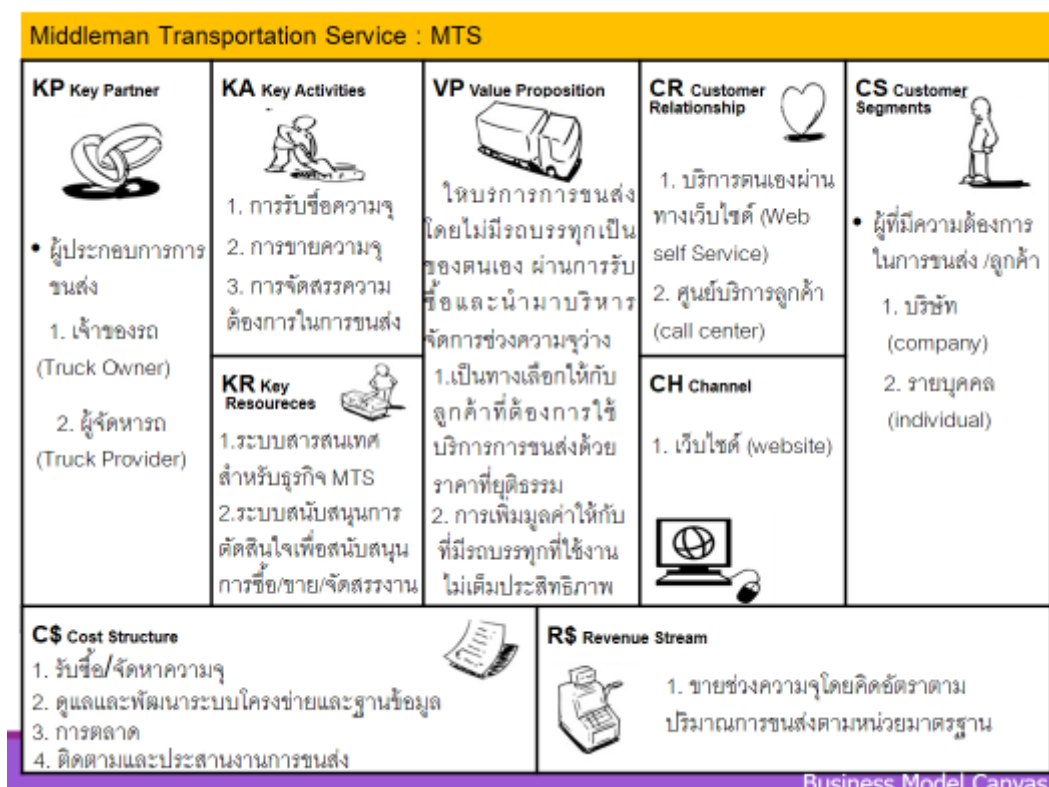 Middleman Transportation Service : MTS
KP Key Partner
• ผู้ประกอบการการ
ขนส่ง
1. เจ้าของรถ
(Truck Owner)
2. ผู้จัดหารถ
(Truck Provider)
KA Key Activities
1. การรับซื้อความจุ
2. การขายความจุ
3. การจัดสรรความ
ต้องการในการขนส่ง
KR Key
Resoureces
1.ระบบสารสนเทศ
สำหรับธุรกิจ MTS
2.ระบบสนับสนุนการ
ตัดสินใจเพื่อสนับสนุน
การซื้อ/ขาย/จัดสรรงาน
VP Value Proposition
ให้บริการการขนส่ง
โดยไม่มีรถบรรทุกเป็น
ของตนเอง ผ่านการรับ
ซื้อและนำมาบริหาร
จัดการช่วงความจุว่าง
1.เป็นทางเลือกให้กับ
ลูกค้าที่ต้องการใช้
บริการการขนส่งด้วย
ราคาที่ยุติธรรม
2. การเพิ่มมูลค่าให้กับ
ที่มีรถบรรทุกที่ใช้งาน
ไม่เต็มประสิทธิภาพ
CR Customer
Relationship
1. บริการตนเองผ่าน
ทางเว็บไซต์ (Web
self Service)
2. ศูนย์บริการลูกค้า
(call center)
CH Channel
1. เว็บไซต์ (website)
CS Customer
Segments
• ผู้ที่มีความต้องการ
ในการขนส่ง /ลูกค้า
1. บริษัท
(company)
2. รายบุคคล
(individual)
C$ Cost Structure
1. รับซื้อ/จัดหาความจุ
2. ดูแลและพัฒนาระบบโครงข่ายและฐานข้อมูล
3. การตลาด
4. ติดตามและประสานงานการขนส่ง
R$ Revenue Stream
1. ขายช่วงความจุโดยคิดอัตราตาม
ปริมาณการขนส่งตามหน่วยมาตรฐาน
Business Model Canvas